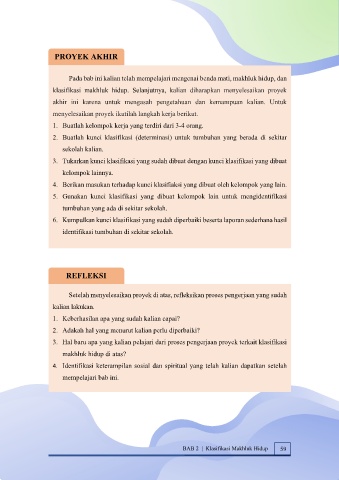 PROYEK AKHIR
Pada bab ini kalian telah mempelajari mengenai benda mati, makhluk hidup, dan
klasifikasi makhluk hidup. Selanjutnya, kalian diharapkan menyelesaikan proyek
akhir ini karena untuk mengasah pengetahuan dan kemampuan kalian. Untuk
menyelesaikan proyek ikutilah langkah kerja berikut.
1. Buatlah kelompok kerja yang terdiri dari 3-4 orang.
2. Buatlah kunci klasifikasi (determinasi) untuk tumbuhan yang berada di sekitar
sekolah kalian.
3. Tukarkan kunci klasifikasi yang sudah dibuat dengan kunci klasifikasi yang dibuat
kelompok lainnya.
4. Berikan masukan terhadap kunci klasifiaksi yang dibuat oleh kelompok yang lain.
5. Gunakan kunci klasifikasi yang dibuat kelompok lain untuk mengidentifikasi
tumbuhan yang ada di sekitar sekolah.
6. Kumpulkan kunci klasifikasi yang sudah diperbaiki beserta laporan sederhana hasil
identifikasi tumbuhan di sekitar sekolah.
REFLEKSI
Setelah menyelesaikan proyek di atas, refleksikan proses pengerjaan yang sudah
kalian lakukan.
1. Keberhasilan apa yang sudah kalian capai?
2. Adakah hal yang menurut kalian perlu diperbaiki?
3. Hal baru apa yang kalian pelajari dari proses pengerjaan proyek terkait klasifikasi
makhluk hidup di atas?
4. Identifikasi keterampilan sosial dan spiritual yang telah kalian dapatkan setelah
mempelajari bab ini.
BAB 2 | Klasifikasi Makhluk Hidup 59